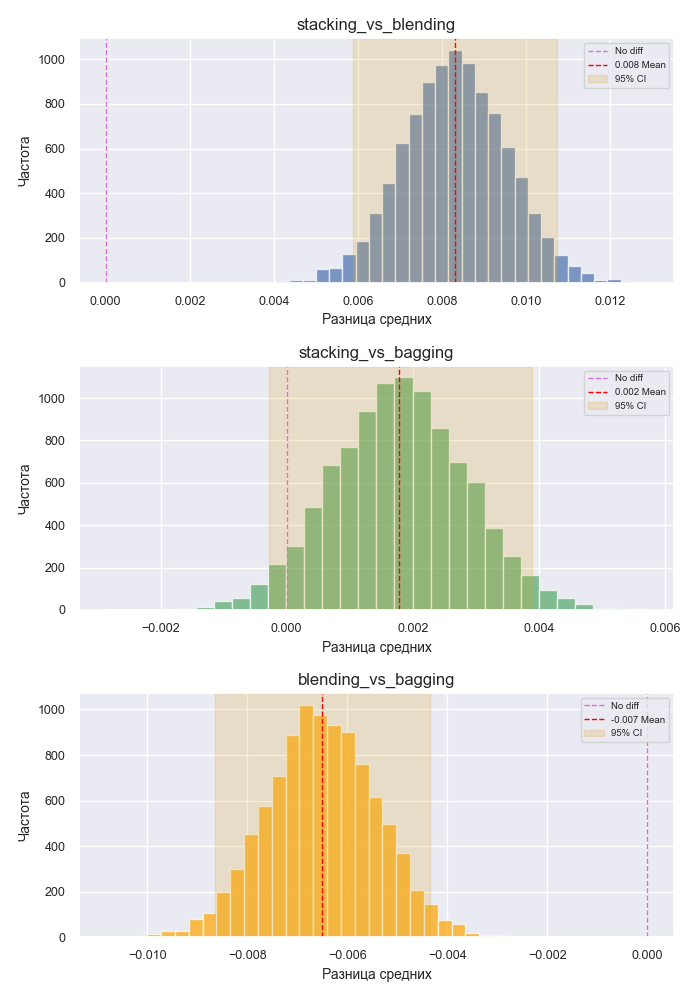 stacking_vs_blending
Частота
1000
800
600
400
200
0
No diff
0.008 Mean
95% CI
0.000 0.002 0.004 0.006 0.008 0.010 0.012
Разница средних
stacking_vs_bagging
Частота
1000
800
600
400
200
0
No diff
0.002 Mean
95% CI
−0.002 0.000 0.002 0.004 0.006
Разница средних
blending_vs_bagging
Частота
1000
800
600
400
200
0
No diff
-0.007 Mean
95% CI
−0.010 −0.008 −0.006 −0.004 −0.002 0.000
Разница средних